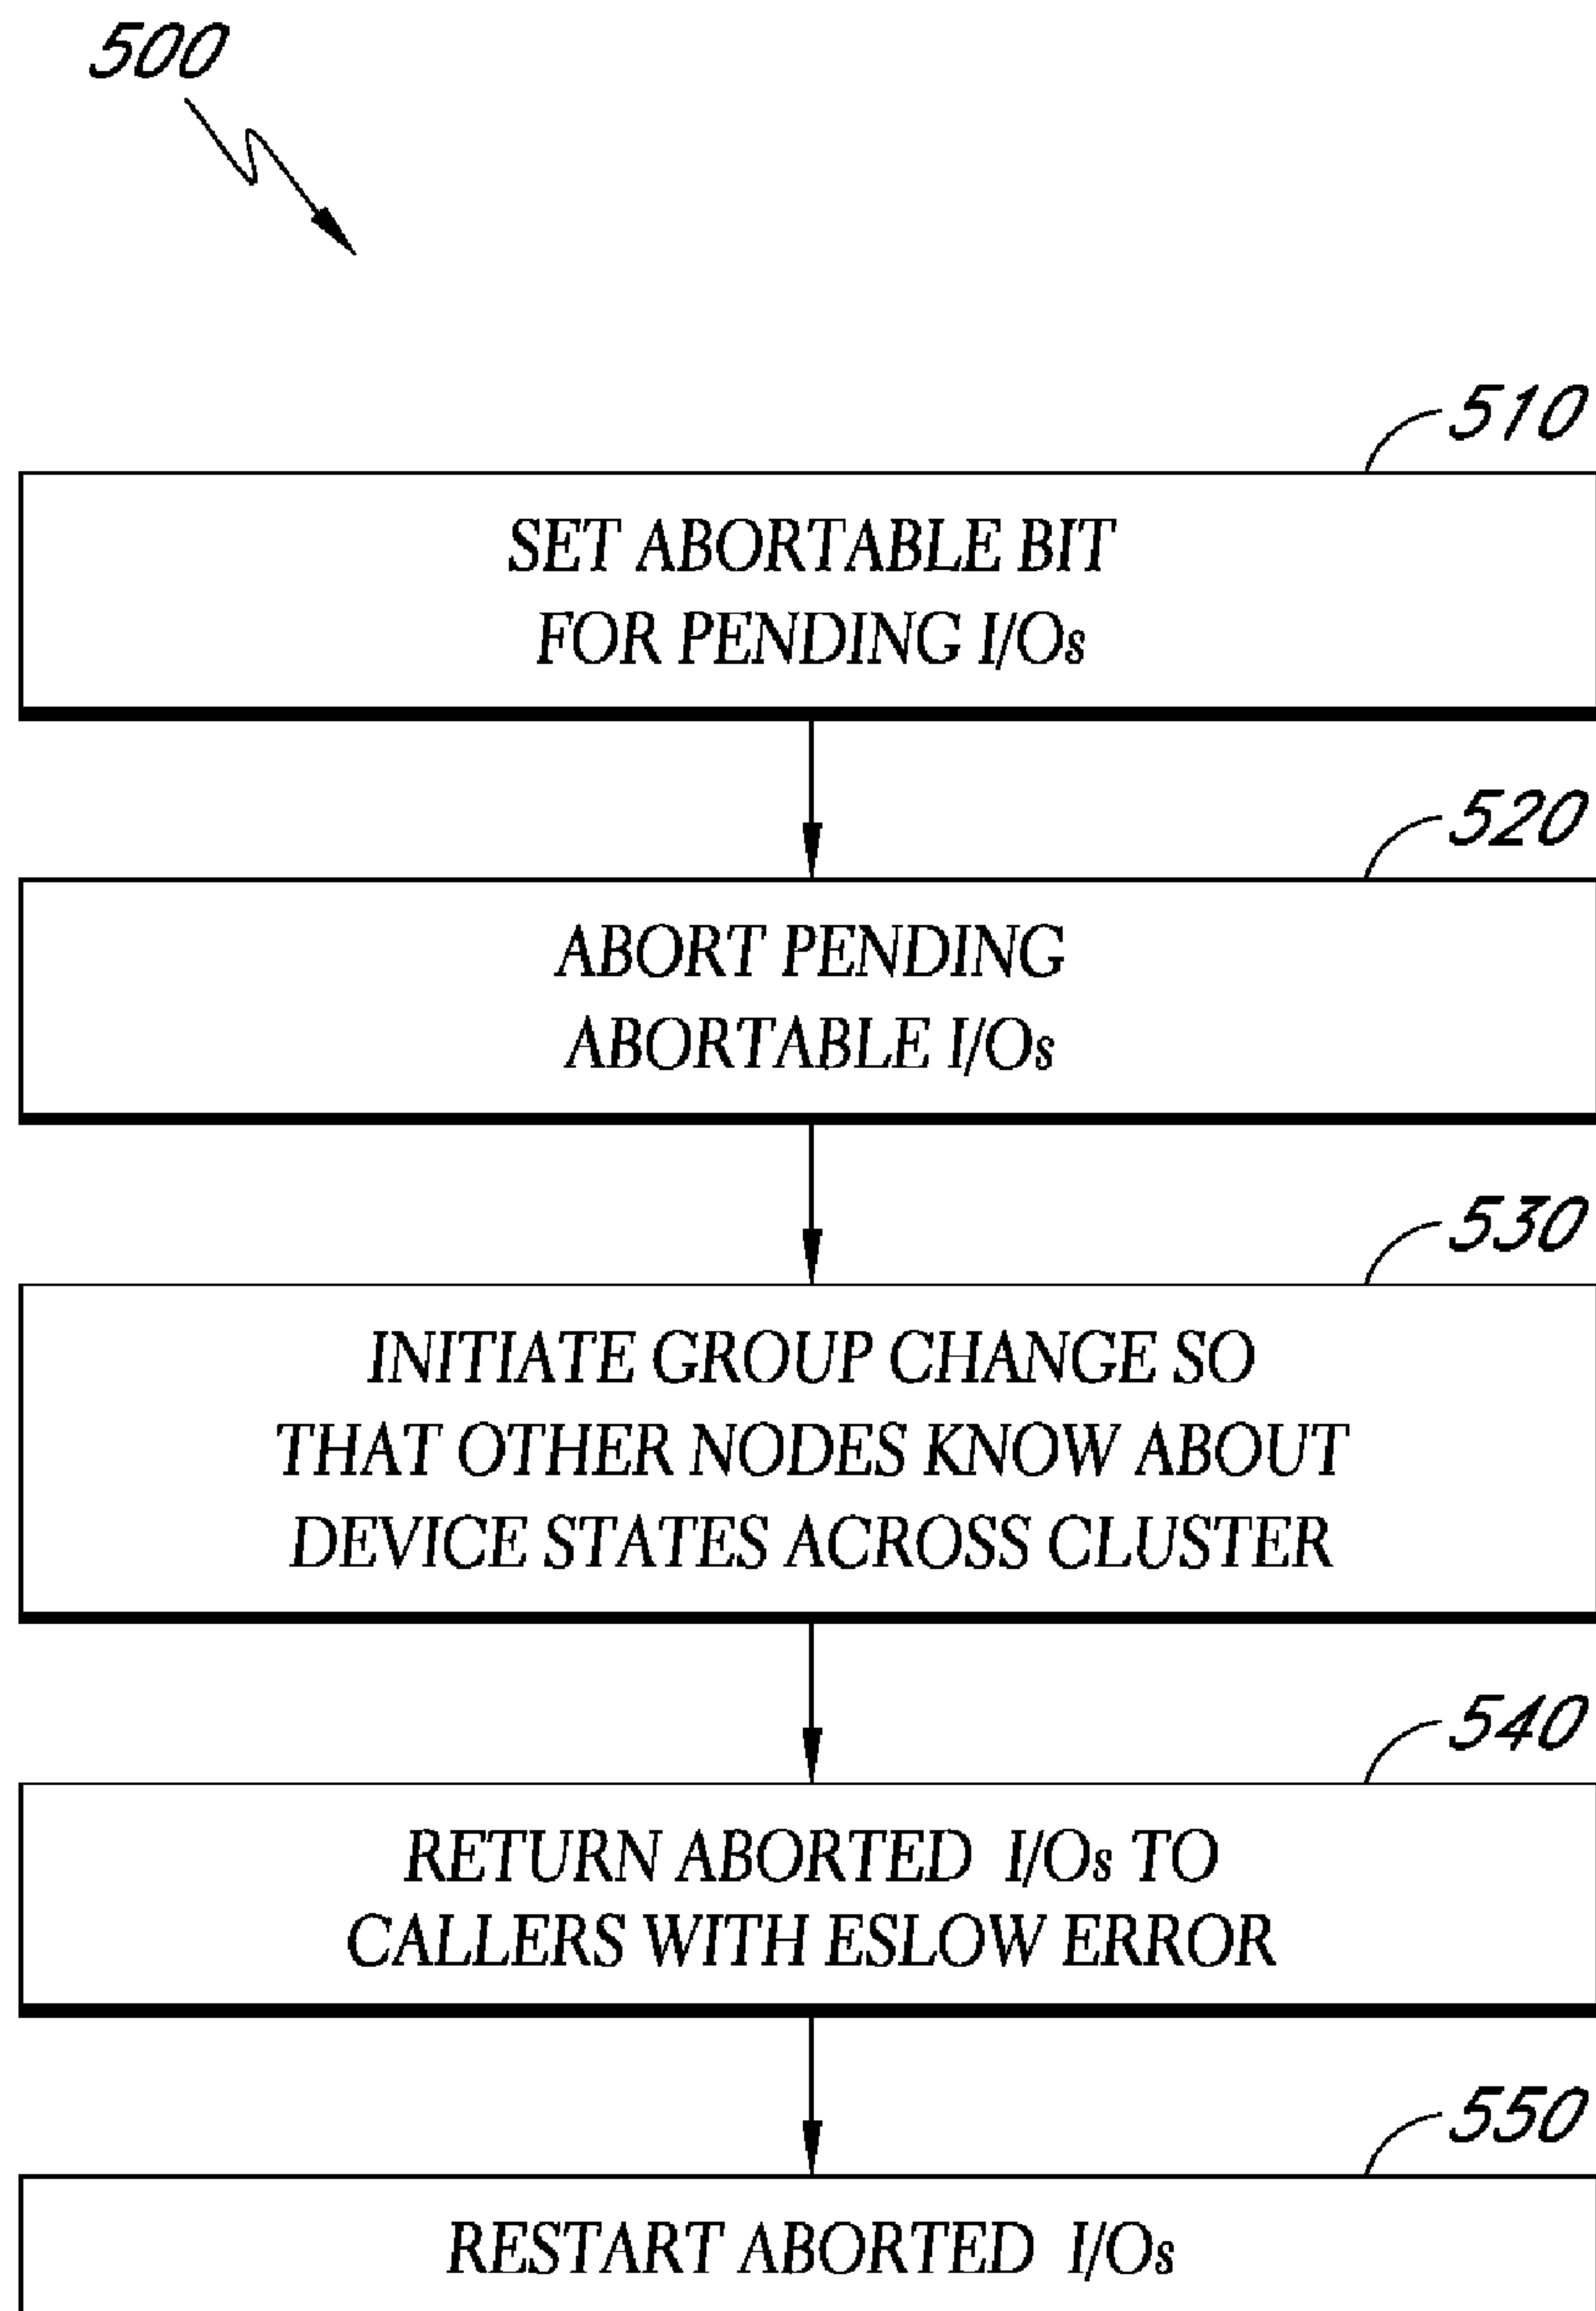 500
510
SET ABORTABLE BIT
FOR PENDING I/Os
520
ABORT PENDING
ABORTABLE I/Os
530
INITIATE GROUP CHANGE SO
THAT OTHER NODES KNOW ABOUT
DEVICE STATES ACROSS CLUSTER
540
RETURN ABORTED I/Os TO
CALLERS WITH ESLOW ERROR
550
RESTART ABORTED I/Os